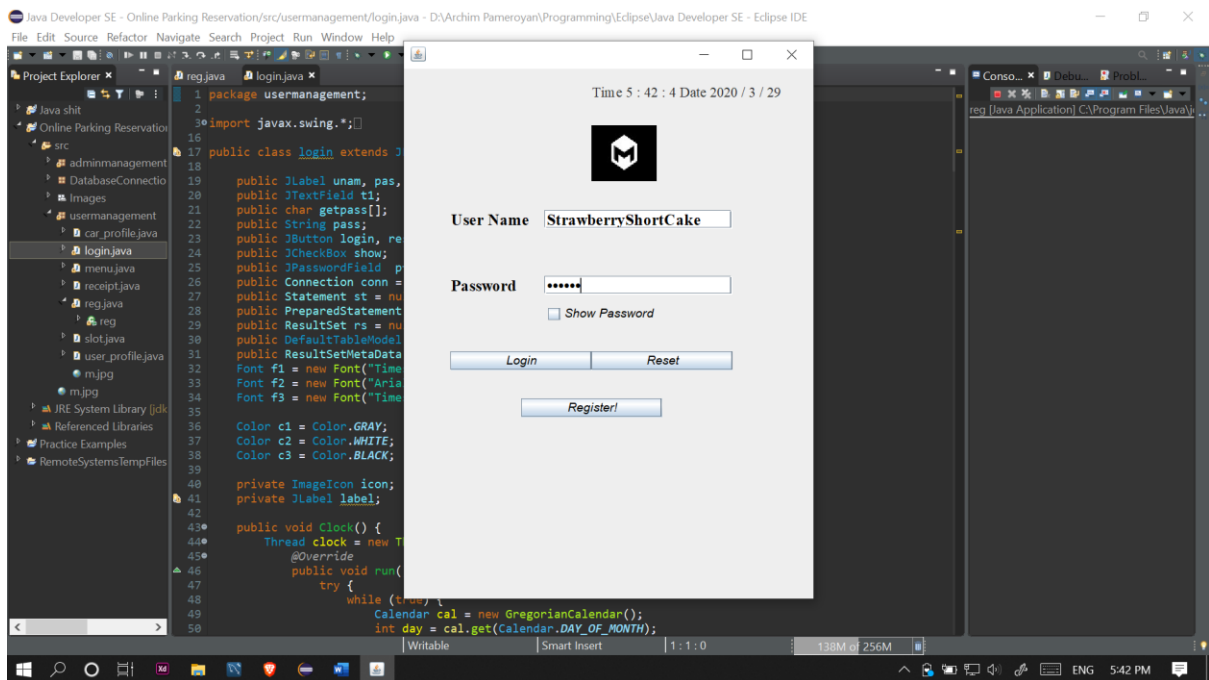 Java Developer SE - Online Parking Reservation/src/usermanagement/login.java - D:\Archim Pameroyan\Programming\Eclipse\Java Developer SE - Eclipse IDE
File Edit Source Refactor Navigate Search Project Run Window Help
Project Explorer
Java shit
Online Parking Reservation
src
adminmanagement
DatabaseConnectio
Images
usermanagement
car_profile.java
login.java
menu.java
receipt.java
reg.java
reg
slot.java
user_profile.java
m.jpg
m.jpg
JRE System Library [jdk
Referenced Libraries
Practice Examples
RemoteSystemsTempFiles
reg.java login.java
1 package usermanagement;
2
3 import javax.swing.*;
16
17 public class login extends J
18
19 public JLabel unam, pas,
20 public JTextField t1;
21 public char getpass[];
22 public String pass;
23 public JButton login, re
24 public JCheckBox show;
25 public JPasswordField p
26 public Connection conn =
27 public Statement st = nu
28 public PreparedStatement
29 public ResultSet rs = nu
30 public DefaultTableModel
31 public ResultSetMetaData
32 Font f1 = new Font("Time
33 Font f2 = new Font("Aria
34 Font f3 = new Font("Time
35
36 Color c1 = Color.GRAY;
37 Color c2 = Color.WHITE;
38 Color c3 = Color.BLACK;
39
40 private ImageIcon icon;
41 private JLabel label;
42
43 public void Clock() {
44 Thread clock = new T
45 @Override
46 public void run(
47 try {
48 while (true) {
49 Calendar cal = new GregorianCalendar();
50 int day = cal.get(Calendar.DAY_OF_MONTH);
Time 5 : 42 : 4 Date 2020 / 3 / 29
User Name StrawberryShortCake
Password ••••••
Show Password
Login Reset
Register!
Conso... Debu... Probl...
reg [Java Application] C:\Program Files\Java\j
Writable Smart Insert 1 : 1 : 0 138M of 256M
Xd ENG 5:42 PM